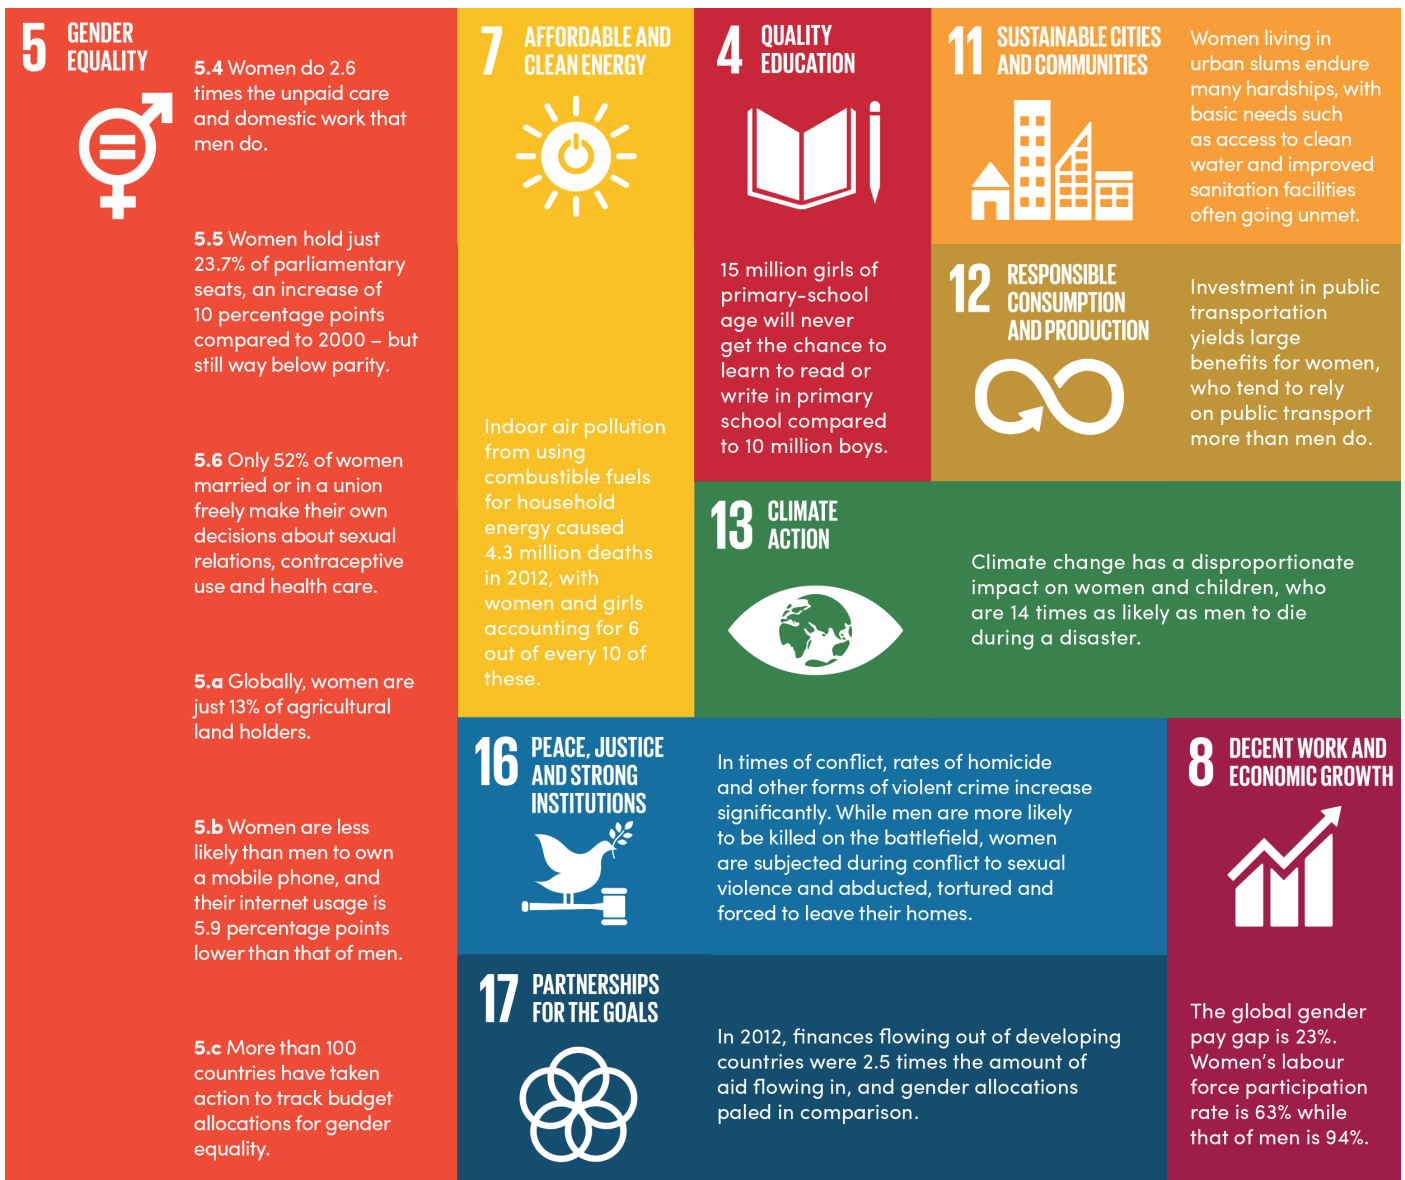 5 GENDER
EQUALITY
5.4 Women do 2.6
times the unpaid care
and domestic work that
men do.
5.5 Women hold just
23.7% of parliamentary
seats, an increase of
10 percentage points
compared to 2000 – but
still way below parity.
5.6 Only 52% of women
married or in a union
freely make their own
decisions about sexual
relations, contraceptive
use and health care.
5.a Globally, women are
just 13% of agricultural
land holders.
5.b Women are less
likely than men to own
a mobile phone, and
their internet usage is
5.9 percentage points
lower than that of men.
5.c More than 100
countries have taken
action to track budget
allocations for gender
equality.
7 AFFORDABLE AND
CLEAN ENERGY
Indoor air pollution
from using
combustible fuels
for household
energy caused
4.3 million deaths
in 2012, with
women and girls
accounting for 6
out of every 10 of
these.
4 QUALITY
EDUCATION
15 million girls of
primary-school
age will never
get the chance to
learn to read or
write in primary
school compared
to 10 million boys.
11 SUSTAINABLE CITIES
AND COMMUNITIES
Women living in
urban slums endure
many hardships, with
basic needs such
as access to clean
water and improved
sanitation facilities
often going unmet.
12 RESPONSIBLE
CONSUMPTION
AND PRODUCTION
Investment in public
transportation
yields large
benefits for women,
who tend to rely
on public transport
more than men do.
13 CLIMATE
ACTION
Climate change has a disproportionate
impact on women and children, who
are 14 times as likely as men to die
during a disaster.
16 PEACE, JUSTICE
AND STRONG
INSTITUTIONS
In times of conflict, rates of homicide
and other forms of violent crime increase
significantly. While men are more likely
to be killed on the battlefield, women
are subjected during conflict to sexual
violence and abducted, tortured and
forced to leave their homes.
8 DECENT WORK AND
ECONOMIC GROWTH
The global gender
pay gap is 23%.
Women's labour
force participation
rate is 63% while
that of men is 94%.
17 PARTNERSHIPS
FOR THE GOALS
In 2012, finances flowing out of developing
countries were 2.5 times the amount of
aid flowing in, and gender allocations
paled in comparison.